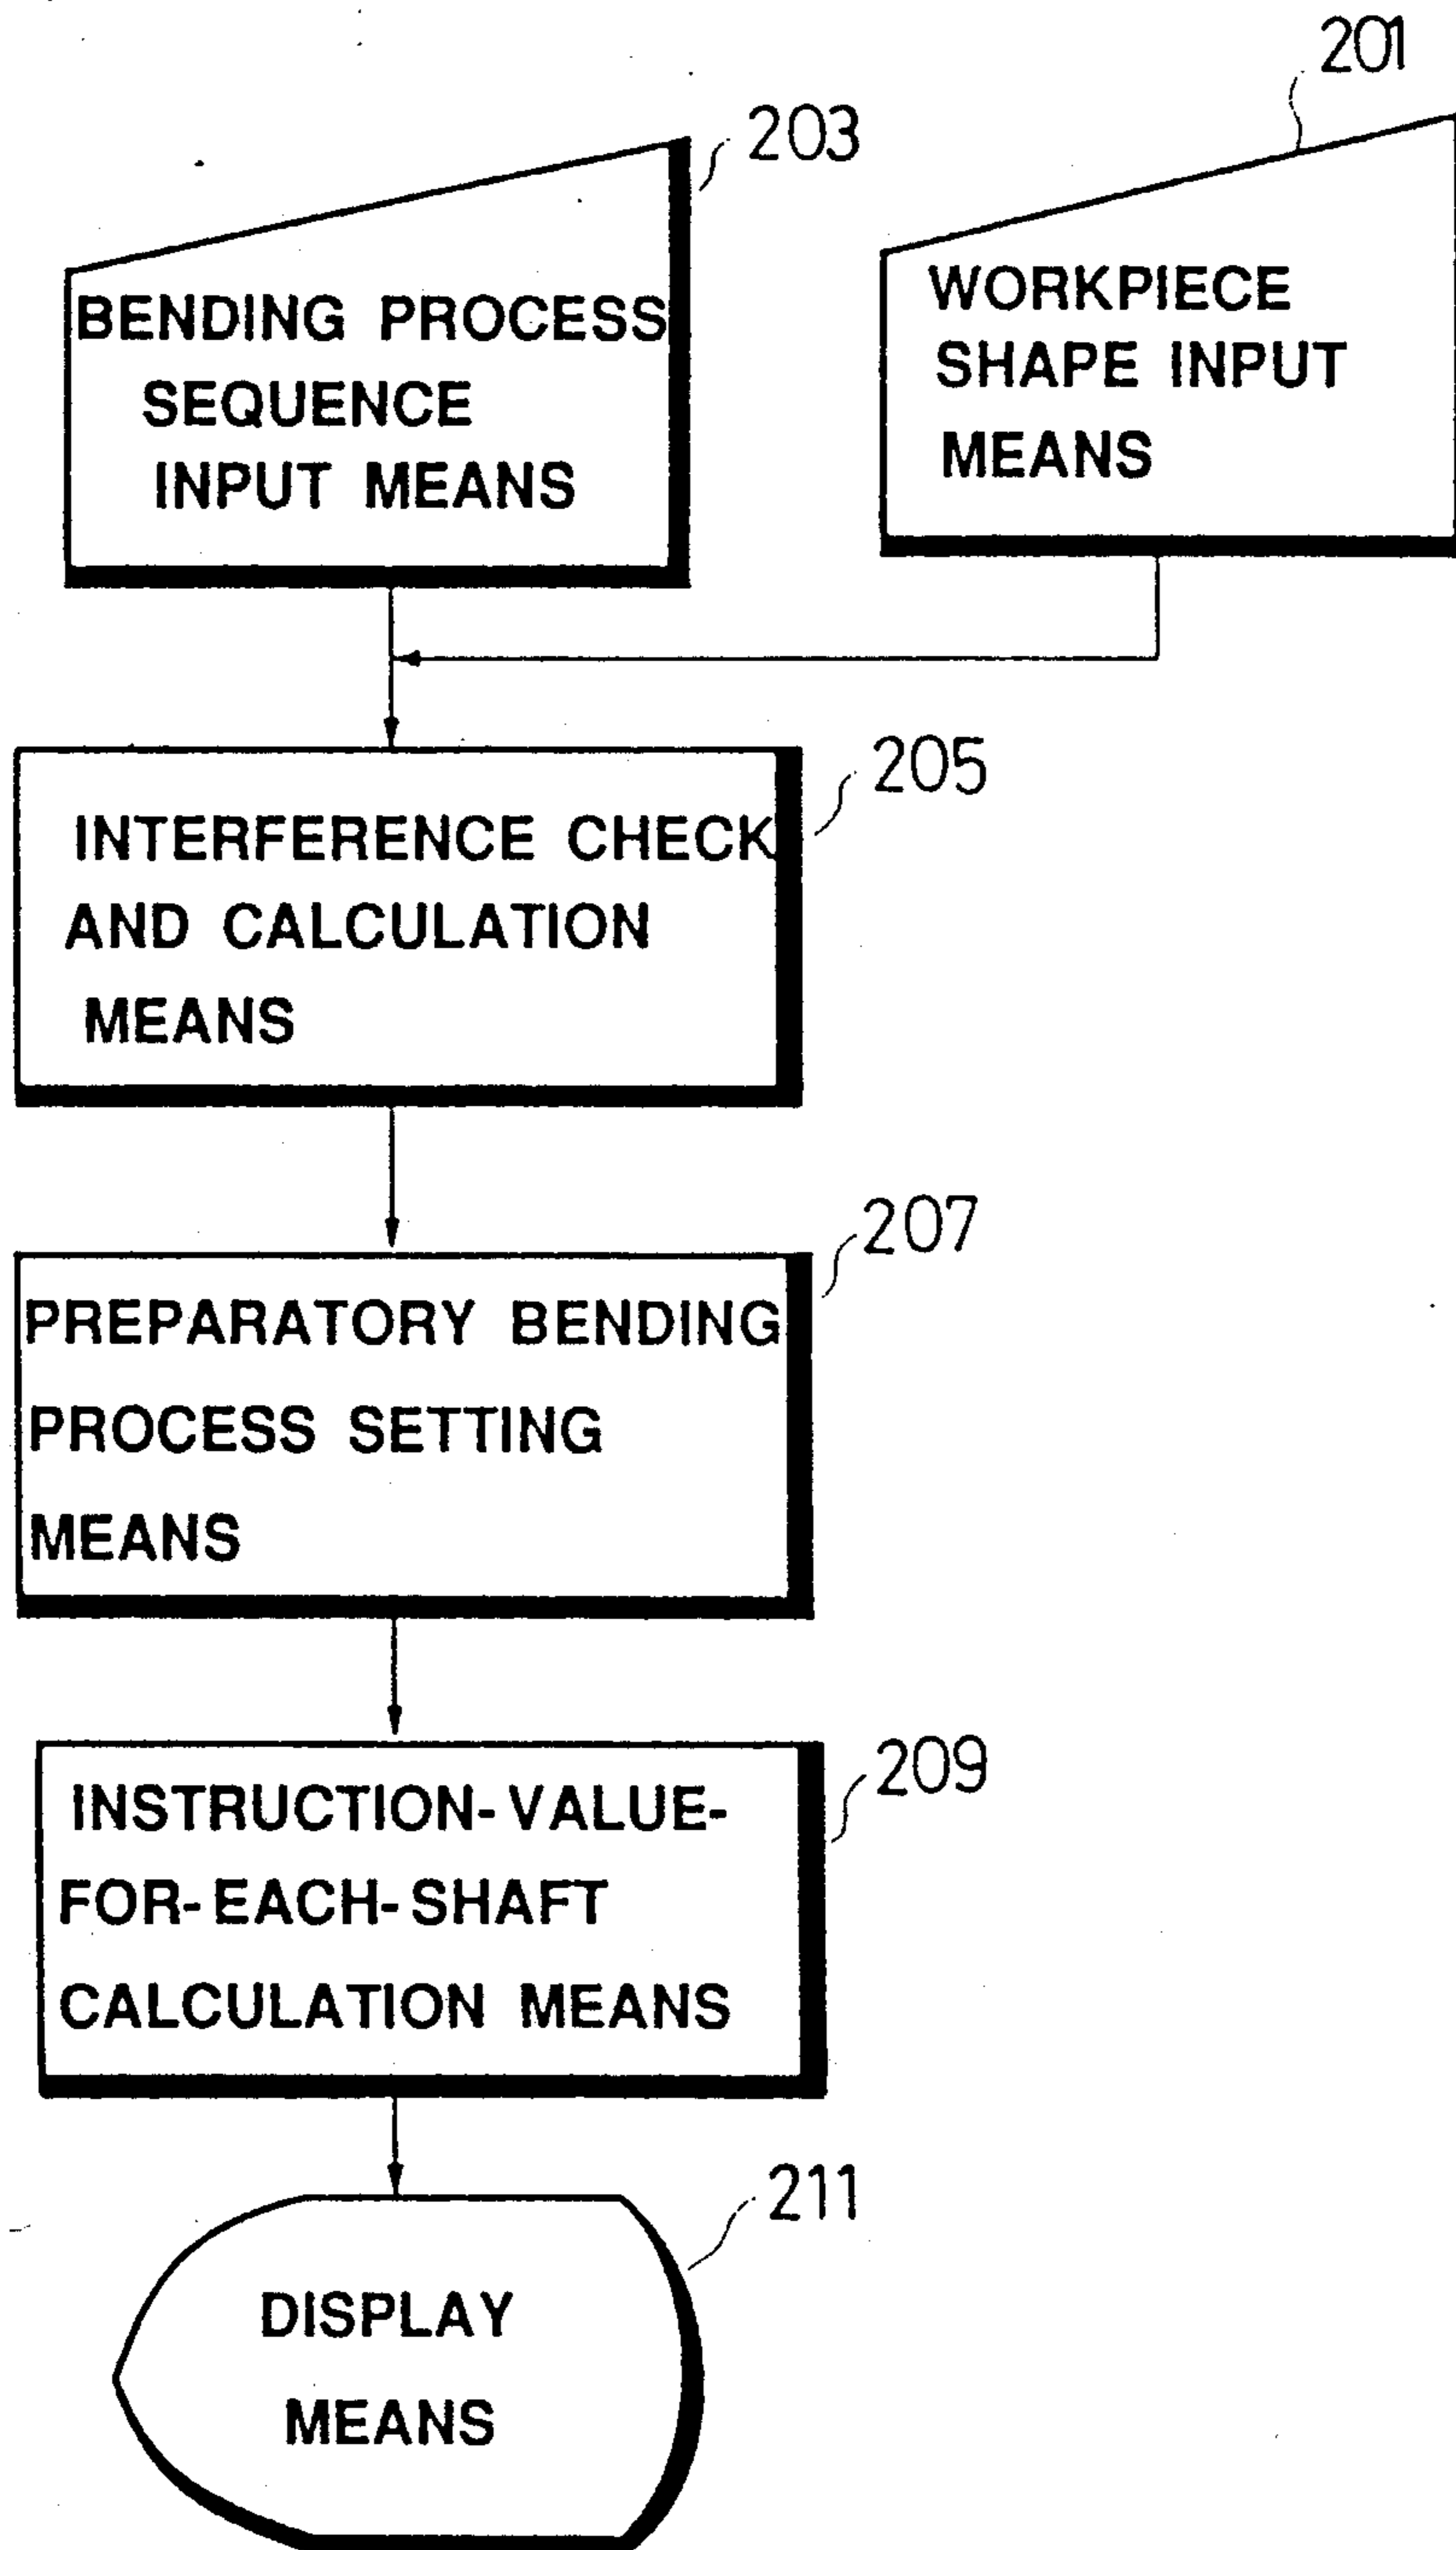 201
203
BENDING PROCESS
SEQUENCE
INPUT MEANS
WORKPIECE
SHAPE INPUT
MEANS
205
INTERFERENCE CHECK
AND CALCULATION
MEANS
207
PREPARATORY BENDING
PROCESS SETTING
MEANS
209
INSTRUCTION-VALUE-
FOR-EACH-SHAFT
CALCULATION MEANS
211
DISPLAY
MEANS